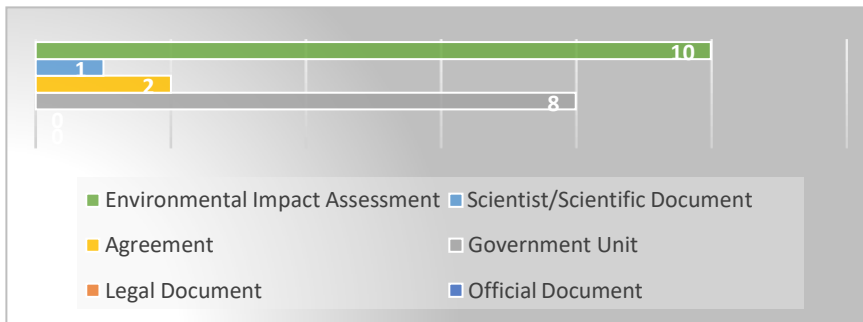 10
1
2
8
0
0
Environmental Impact Assessment Scientist/Scientific Document
Agreement Government Unit
Legal Document Official Document